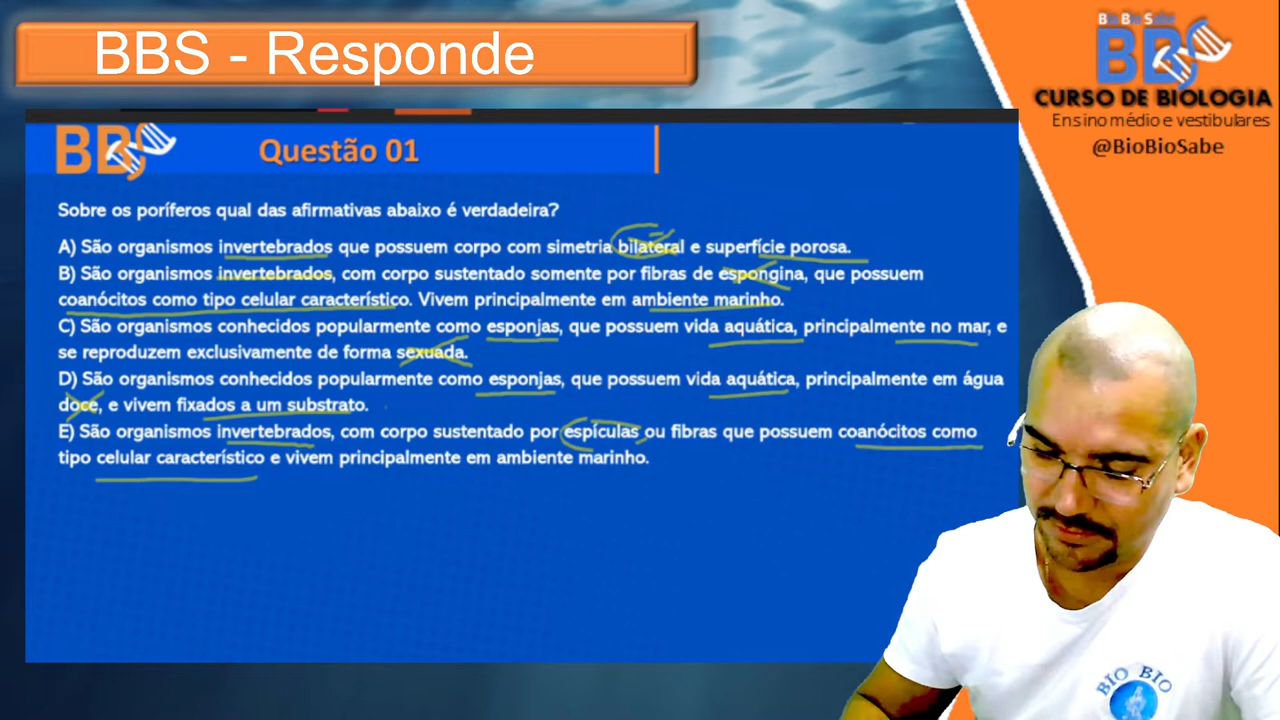 BBS - Responde
Bio Bio Sabe
BBS
CURSO DE BIOLOGIA
Ensino médio e vestibulares
@BioBioSabe
BBS
Questão 01
Sobre os poríferos qual das afirmativas abaixo é verdadeira?
A) São organismos invertebrados que possuem corpo com simetria bilateral e superfície porosa.
B) São organismos invertebrados, com corpo sustentado somente por fibras de espongina, que possuem
coanócitos como tipo celular característico. Vivem principalmente em ambiente marinho.
C) São organismos conhecidos popularmente como esponjas, que possuem vida aquática, principalmente no mar, e
se reproduzem exclusivamente de forma sexuada.
D) São organismos conhecidos popularmente como esponjas, que possuem vida aquática, principalmente em água
doce, e vivem fixados a um substrato.
E) São organismos invertebrados, com corpo sustentado por espículas ou fibras que possuem coanócitos como
tipo celular característico e vivem principalmente em ambiente marinho.
BIO BIO